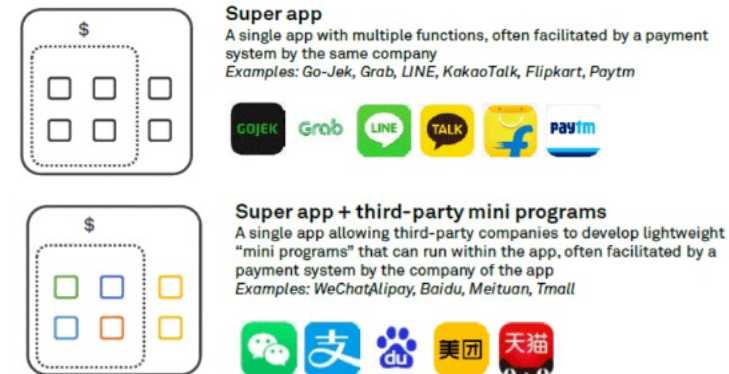 $
Super app
A single app with multiple functions, often facilitated by a payment
system by the same company
Examples: Go-Jek, Grab, LINE, KakaoTalk, Flipkart, Paytm
GOJEK Grab LINE TALK f Paytm
$
Super app + third-party mini programs
A single app allowing third-party companies to develop lightweight
“mini programs” that can run within the app, often facilitated by a
payment system by the company of the app
Examples: WeChatAlipay, Baidu, Meituan, Tmall
支 du 美团 天猫